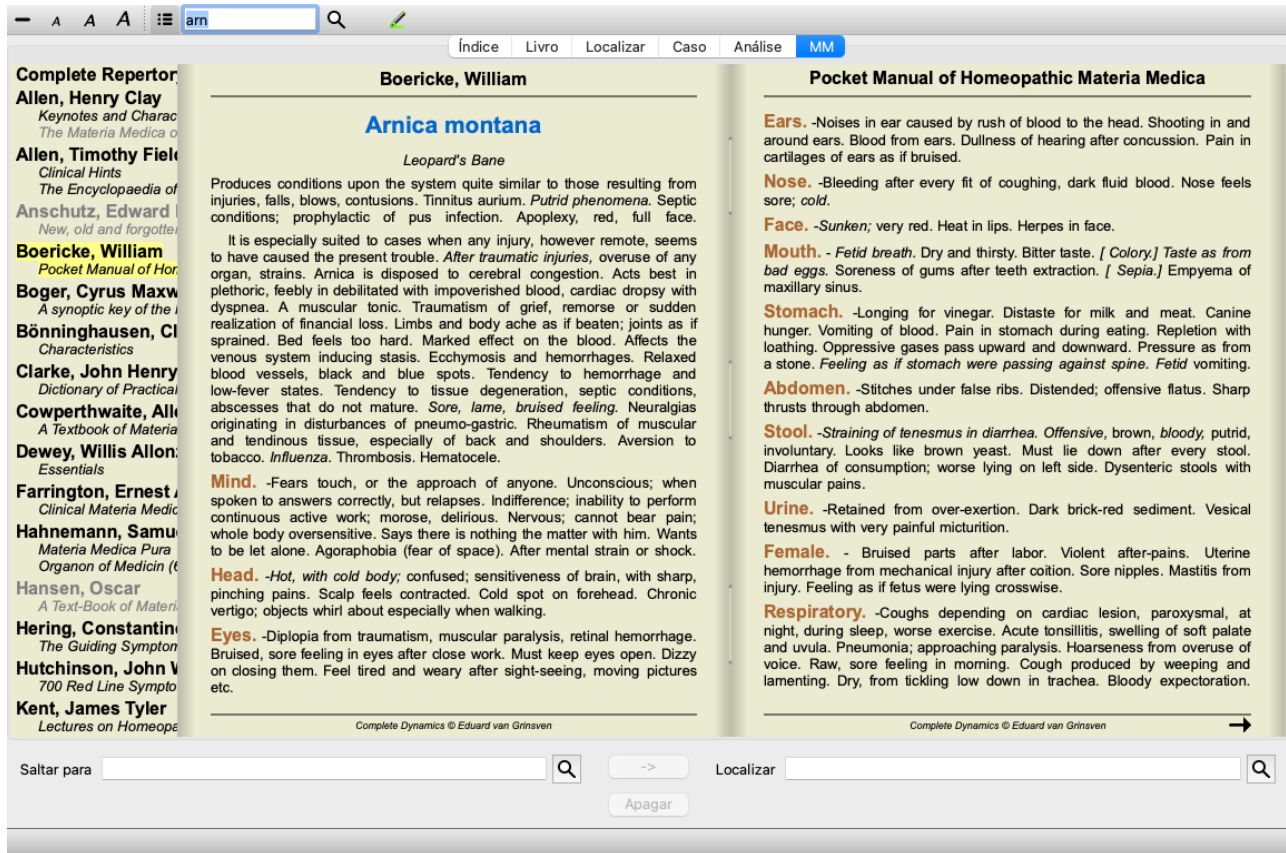 A A A arn
Índice Livro Localizar Caso Análise MM
Complete Repertory
Allen, Henry Clay
Keynotes and Charac
The Materia Medica o
Allen, Timothy Field
Clinical Hints
The Encyclopaedia of
Anschutz, Edward
New, old and forgotte
Boericke, William
Pocket Manual of Hom
Boger, Cyrus Maxw
A synoptic key of the
Bönninghausen, Cl
Characteristics
Clarke, John Henry
Dictionary of Practical
Cowperthwaite, Alle
A Textbook of Materia
Dewey, Willis Alonz
Essentials
Farrington, Ernest
Clinical Materia Medic
Hahnemann, Samu
Materia Medica Pura
Organon of Medicin (6
Hansen, Oscar
A Text-Book of Materi
Hering, Constantin
The Guiding Symptom
Hutchinson, John W
700 Red Line Sympto
Kent, James Tyler
Lectures on Homeopa
Boericke, William
Arnica montana
Leopard's Bane
Produces conditions upon the system quite similar to those resulting from
injuries, falls, blows, contusions. Tinnitus aurium. Putrid phenomena. Septic
conditions; prophylactic of pus infection. Apoplexy, red, full face.
It is especially suited to cases when any injury, however remote, seems
to have caused the present trouble. After traumatic injuries, overuse of any
organ, strains. Arnica is disposed to cerebral congestion. Acts best in
plethoric, feebly in debilitated with impoverished blood, cardiac dropsy with
dyspnea. A muscular tonic. Traumatism of grief, remorse or sudden
realization of financial loss. Limbs and body ache as if beaten; joints as if
sprained. Bed feels too hard. Marked effect on the blood. Affects the
venous system inducing stasis. Ecchymosis and hemorrhages. Relaxed
blood vessels, black and blue spots. Tendency to hemorrhage and
low-fever states. Tendency to tissue degeneration, septic conditions,
abscesses that do not mature. Sore, lame, bruised feeling. Neuralgias
originating in disturbances of pneumo-gastric. Rheumatism of muscular
and tendinous tissue, especially of back and shoulders. Aversion to
tobacco. Influenza. Thrombosis. Hematocele.
Mind. -Fears touch, or the approach of anyone. Unconscious; when
spoken to answers correctly, but relapses. Indifference; inability to perform
continuous active work; morose, delirious. Nervous; cannot bear pain;
whole body oversensitive. Says there is nothing the matter with him. Wants
to be let alone. Agoraphobia (fear of space). After mental strain or shock.
Head. -Hot, with cold body; confused; sensitiveness of brain, with sharp,
pinching pains. Scalp feels contracted. Cold spot on forehead. Chronic
vertigo; objects whirl about especially when walking.
Eyes. -Diplopia from traumatism, muscular paralysis, retinal hemorrhage.
Bruised, sore feeling in eyes after close work. Must keep eyes open. Dizzy
on closing them. Feel tired and weary after sight-seeing, moving pictures
etc.
Complete Dynamics © Eduard van Grinsven
Pocket Manual of Homeopathic Materia Medica
Ears. -Noises in ear caused by rush of blood to the head. Shooting in and
around ears. Blood from ears. Dullness of hearing after concussion. Pain in
cartilages of ears as if bruised.
Nose. -Bleeding after every fit of coughing, dark fluid blood. Nose feels
sore; cold.
Face. -Sunken; very red. Heat in lips. Herpes in face.
Mouth. - Fetid breath. Dry and thirsty. Bitter taste. [ Colory.] Taste as from
bad eggs. Soreness of gums after teeth extraction. [ Sepia.] Empyema of
maxillary sinus.
Stomach. -Longing for vinegar. Distaste for milk and meat. Canine
hunger. Vomiting of blood. Pain in stomach during eating. Repletion with
loathing. Oppressive gases pass upward and downward. Pressure as from
a stone. Feeling as if stomach were passing against spine. Fetid vomiting.
Abdomen. -Stitches under false ribs. Distended; offensive flatus. Sharp
thrusts through abdomen.
Stool. -Straining of tenesmus in diarrhea. Offensive, brown, bloody, putrid,
involuntary. Looks like brown yeast. Must lie down after every stool.
Diarrhea of consumption; worse lying on left side. Dysenteric stools with
muscular pains.
Urine. -Retained from over-exertion. Dark brick-red sediment. Vesical
tenesmus with very painful micturition.
Female. - Bruised parts after labor. Violent after-pains. Uterine
hemorrhage from mechanical injury after coition. Sore nipples. Mastitis from
injury. Feeling as if fetus were lying crosswise.
Respiratory. -Coughs depending on cardiac lesion, paroxysmal, at
night, during sleep, worse exercise. Acute tonsillitis, swelling of soft palate
and uvula. Pneumonia; approaching paralysis. Hoarseness from overuse of
voice. Raw, sore feeling in morning. Cough produced by weeping and
lamenting. Dry, from tickling low down in trachea. Bloody expectoration.
Complete Dynamics © Eduard van Grinsven
Saltar para -> Localizar
Apagar